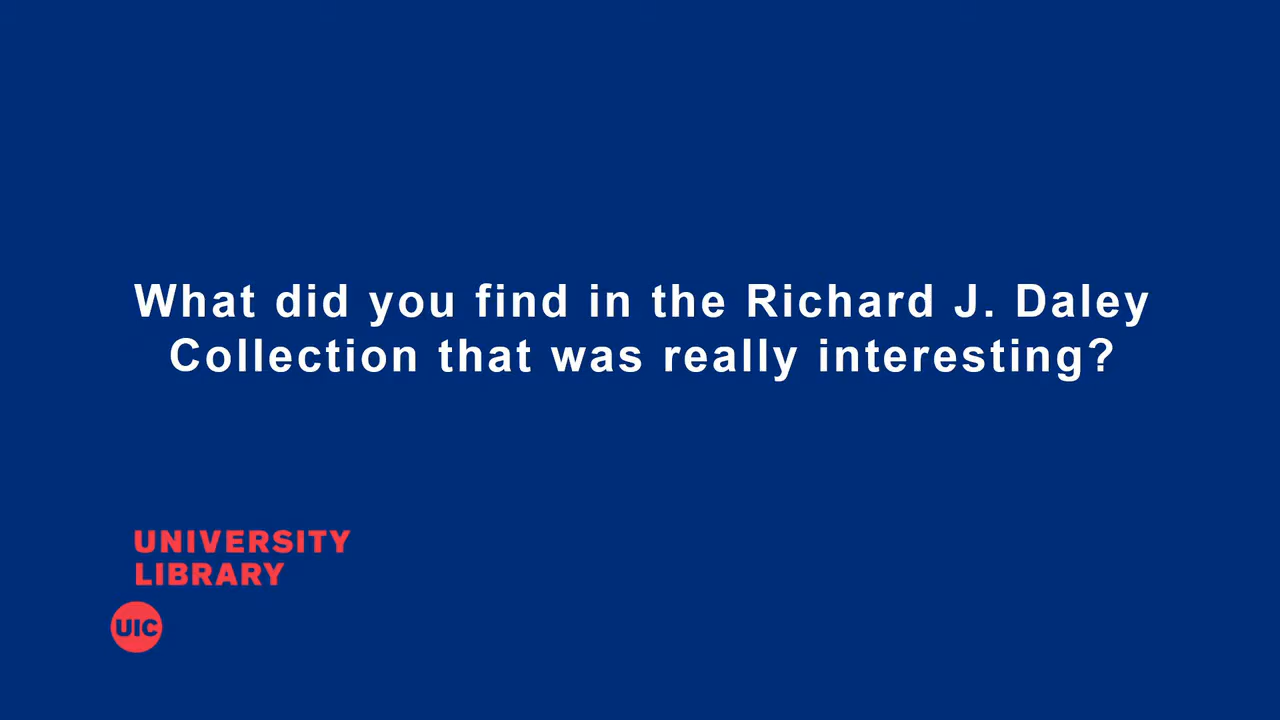 What did you find in the Richard J. Daley
Collection that was really interesting?
UNIVERSITY
LIBRARY
UIC